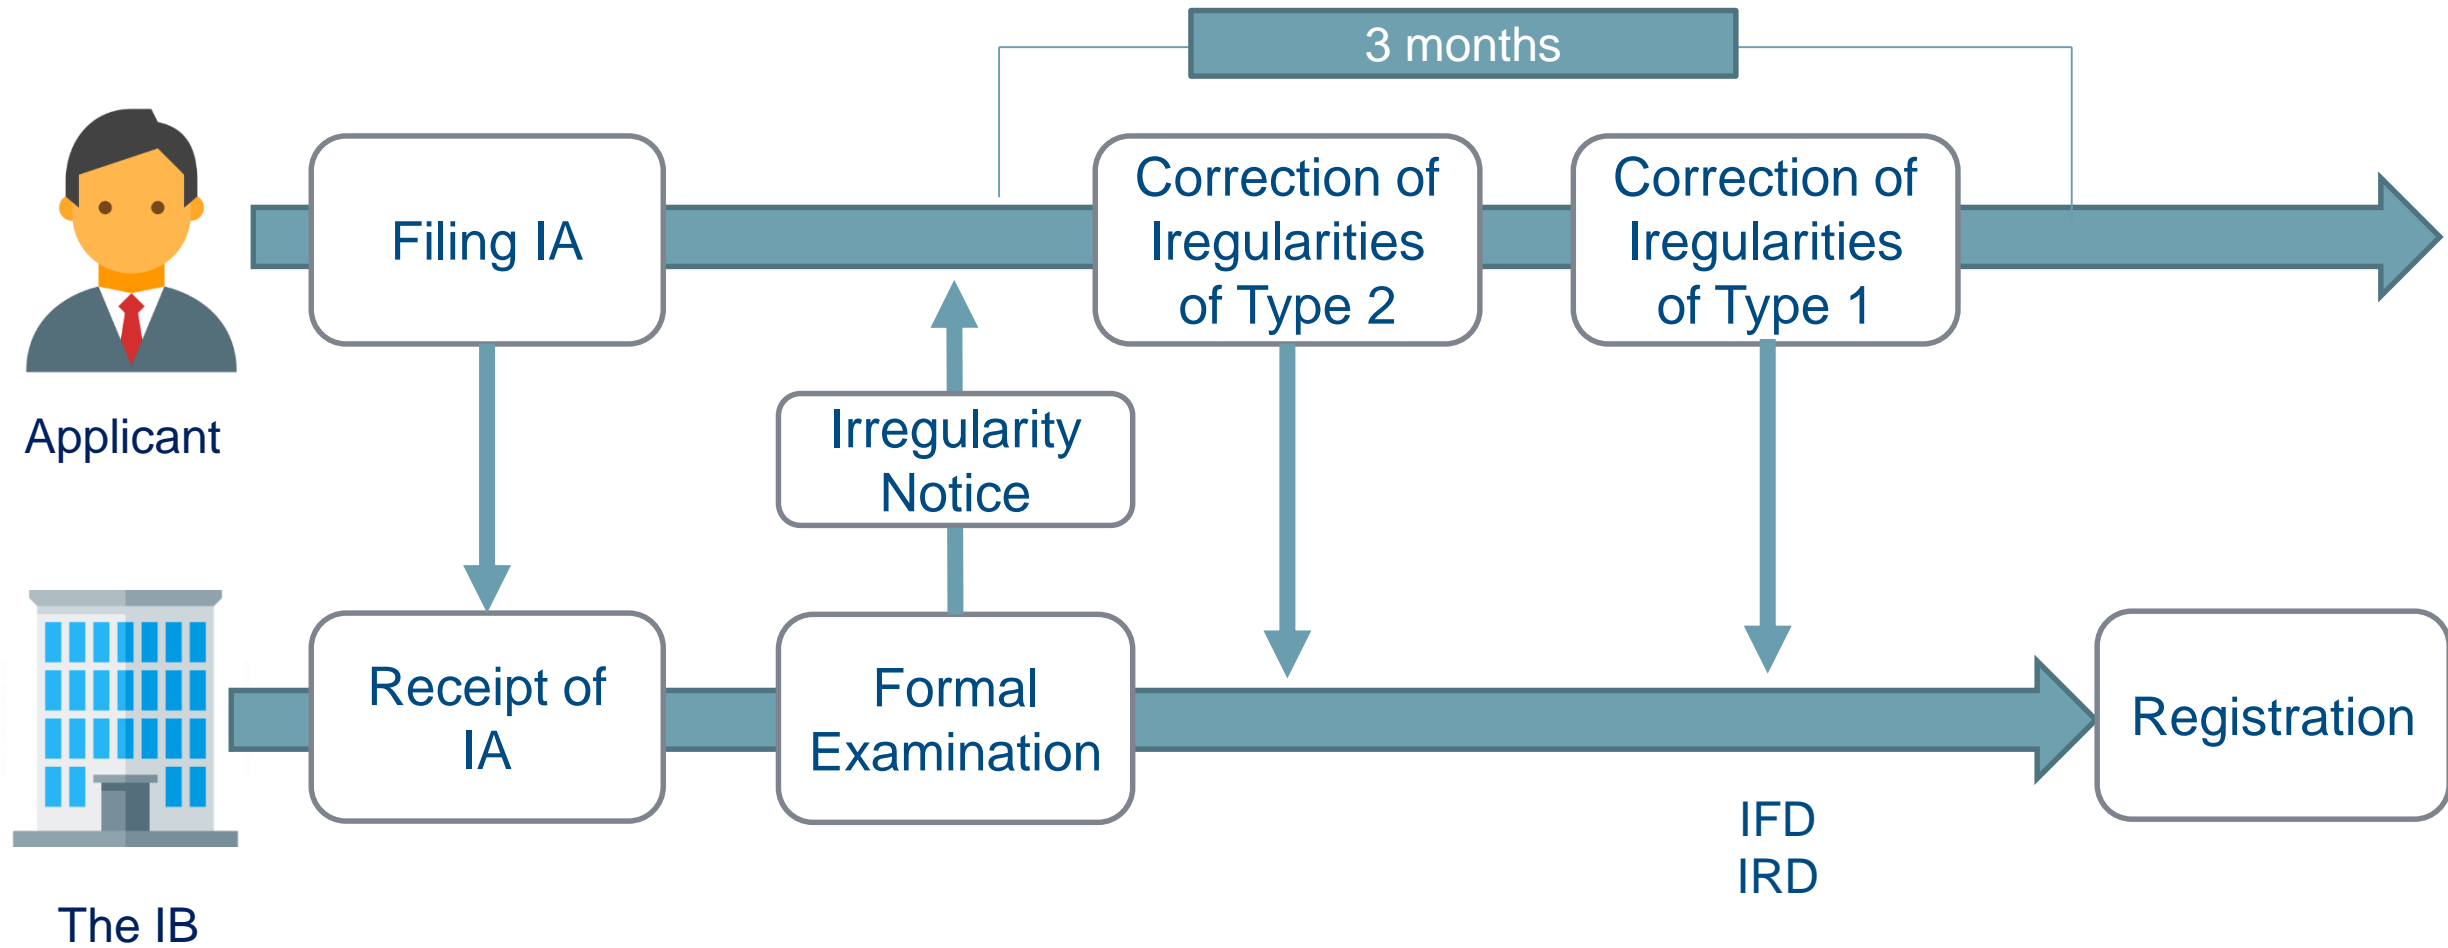 3 months
Filing IA
Correction of
Iregularities
of Type 2
Correction of
Iregularities
of Type 1
Applicant
Irregularity
Notice
Receipt of
IA
Formal
Examination
Registration
IFD
IRD
The IB